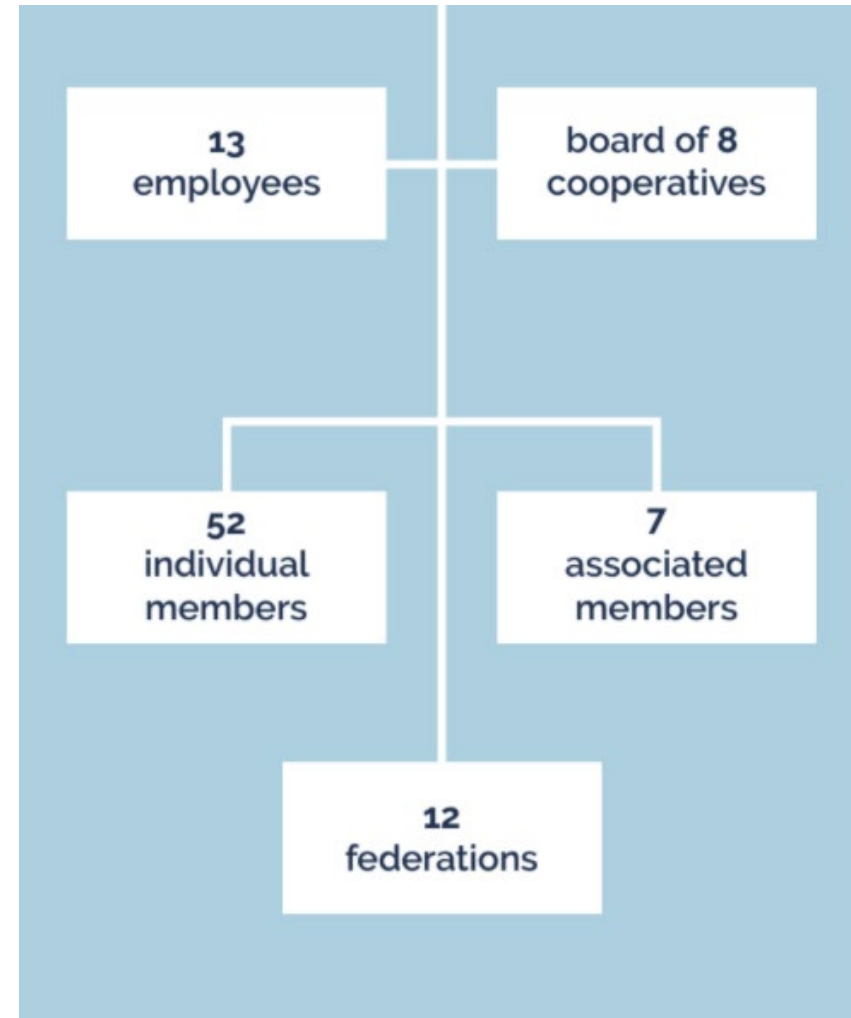 13
employees
board of 8
cooperatives
52
individual
members
7
associated
members
12
federations